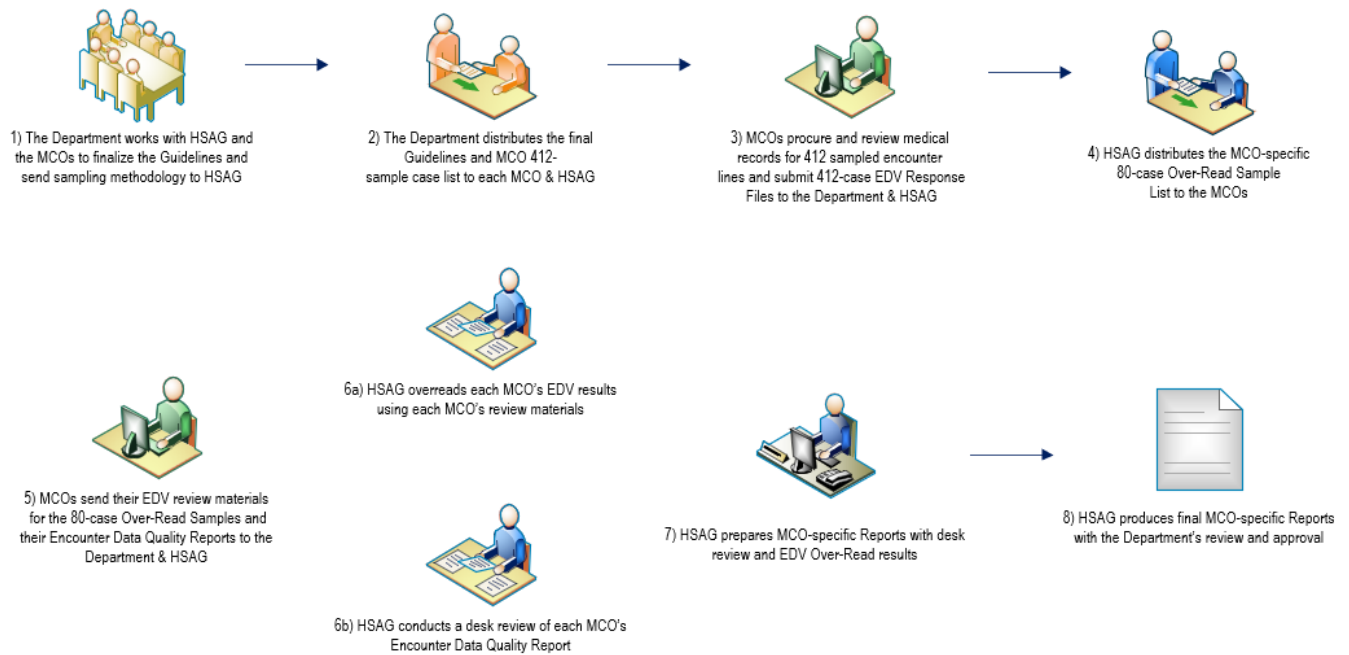 1) The Department works with HSAG and
the MCOs to finalize the Guidelines and
send sampling methodology to HSAG
2) The Department distributes the final
Guidelines and MCO 412-
sample case list to each MCO & HSAG
3) MCOs procure and review medical
records for 412 sampled encounter
lines and submit 412-case EDV Response
Files to the Department & HSAG
4) HSAG distributes the MCO-specific
80-case Over-Read Sample
List to the MCOs
5) MCOs send their EDV review materials
for the 80-case Over-Read Samples and
their Encounter Data Quality Reports to the
Department & HSAG
6a) HSAG overreads each MCO's EDV results
using each MCO's review materials
6b) HSAG conducts a desk review of each MCO's
Encounter Data Quality Report
7) HSAG prepares MCO-specific Reports with desk
review and EDV Over-Read results
8) HSAG produces final MCO-specific Reports
with the Department's review and approval